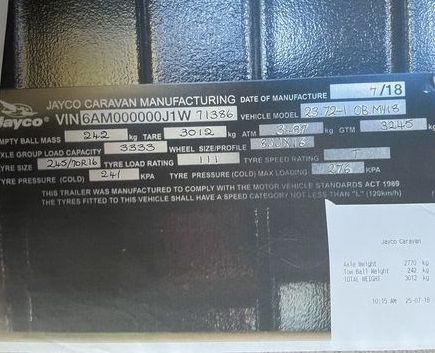 JAYCO CARAVAN MANUFACTURING DATE OF MANUFACTURE 7/18
Jayco VIN 6AM000000J1W 71386 VEHICLE MODEL 23.72-1 OB.MY18
EMPTY BALL MASS 242 kg TARE 3012 kg ATM kg GTM 3245 kg
AXLE GROUP LOAD CAPACITY 3333 WHEEL SIZE/PROFILE
TYRE SIZE 245/70R16 kg TYRE LOAD RATING 111 TYRE SPEED RATING T
TYRE PRESSURE (COLD) 241 KPA TYRE PRESSURE (COLD) MAX LOADING 276 KPA
THIS TRAILER WAS MANUFACTURED TO COMPLY WITH THE MOTOR VEHICLE STANDARDS ACT 1989
THE TYRES FITTED TO THIS VEHICLE SHALL HAVE A SPEED CATEGORY NOT LESS THAN "L" (120km/h)
Jayco Caravan
Axle Weight 2770 kg
Tow Ball Weight 242 kg
TOTAL WEIGHT 3012 kg
10:15 AM 25-07-18